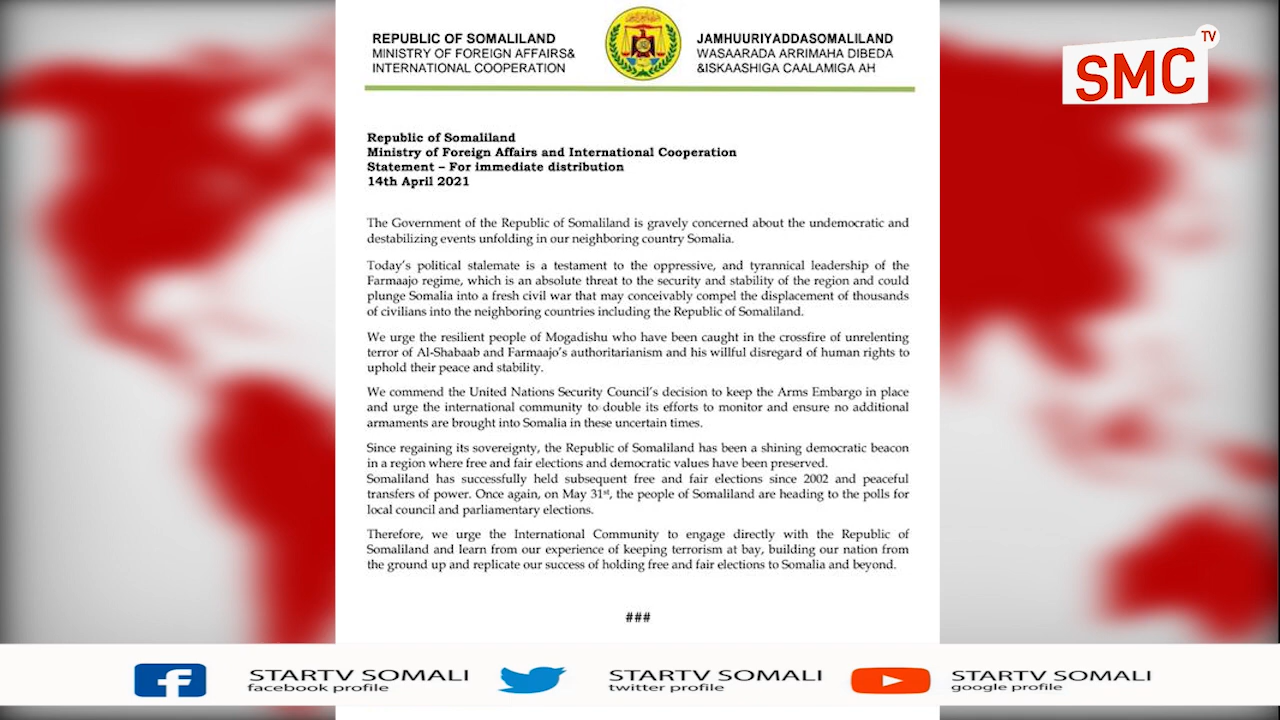 REPUBLIC OF SOMALILAND
MINISTRY OF FOREIGN AFFAIRS&
INTERNATIONAL COOPERATION
JAMHUURIYADDASOMALILAND
WASAARADA ARRIMAHA DIBEDA
&ISKAASHIGA CAALAMIGA AH
SMC TV
Republic of Somaliland
Ministry of Foreign Affairs and International Cooperation
Statement – For immediate distribution
14th April 2021
The Government of the Republic of Somaliland is gravely concerned about the undemocratic and
destabilizing events unfolding in our neighboring country Somalia.
Today's political stalemate is a testament to the oppressive, and tyrannical leadership of the
Farmaajo regime, which is an absolute threat to the security and stability of the region and could
plunge Somalia into a fresh civil war that may conceivably compel the displacement of thousands
of civilians into the neighboring countries including the Republic of Somaliland.
We urge the resilient people of Mogadishu who have been caught in the crossfire of unrelenting
terror of Al-Shabaab and Farmaajo's authoritarianism and his willful disregard of human rights to
uphold their peace and stability.
We commend the United Nations Security Council's decision to keep the Arms Embargo in place
and urge the international community to double its efforts to monitor and ensure no additional
armaments are brought into Somalia in these uncertain times.
Since regaining its sovereignty, the Republic of Somaliland has been a shining democratic beacon
in a region where free and fair elections and democratic values have been preserved.
Somaliland has successfully held subsequent free and fair elections since 2002 and peaceful
transfers of power. Once again, on May 31st, the people of Somaliland are heading to the polls for
local council and parliamentary elections.
Therefore, we urge the International Community to engage directly with the Republic of
Somaliland and learn from our experience of keeping terrorism at bay, building our nation from
the ground up and replicate our success of holding free and fair elections to Somalia and beyond.
###
STARTV SOMALI
facebook profile
STARTV SOMALI
twitter profile
STARTV SOMALI
google profile